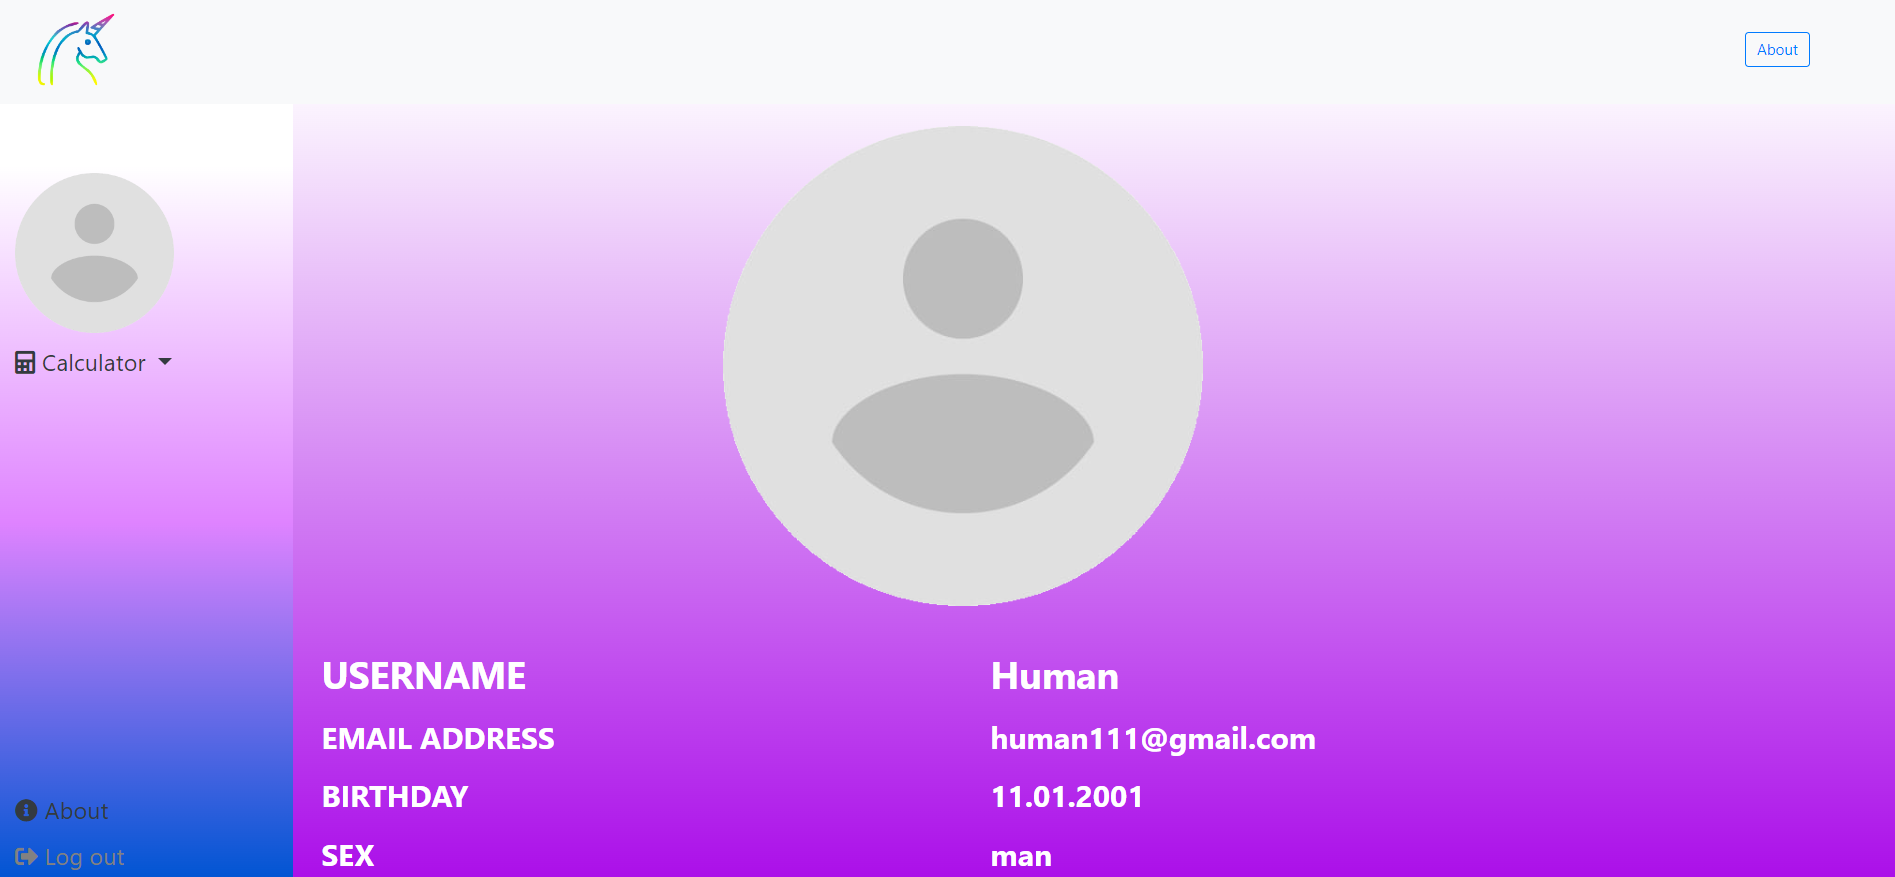 About
Calculator
About
Log out
USERNAME Human
EMAIL ADDRESS human111@gmail.com
BIRTHDAY 11.01.2001
SEX man